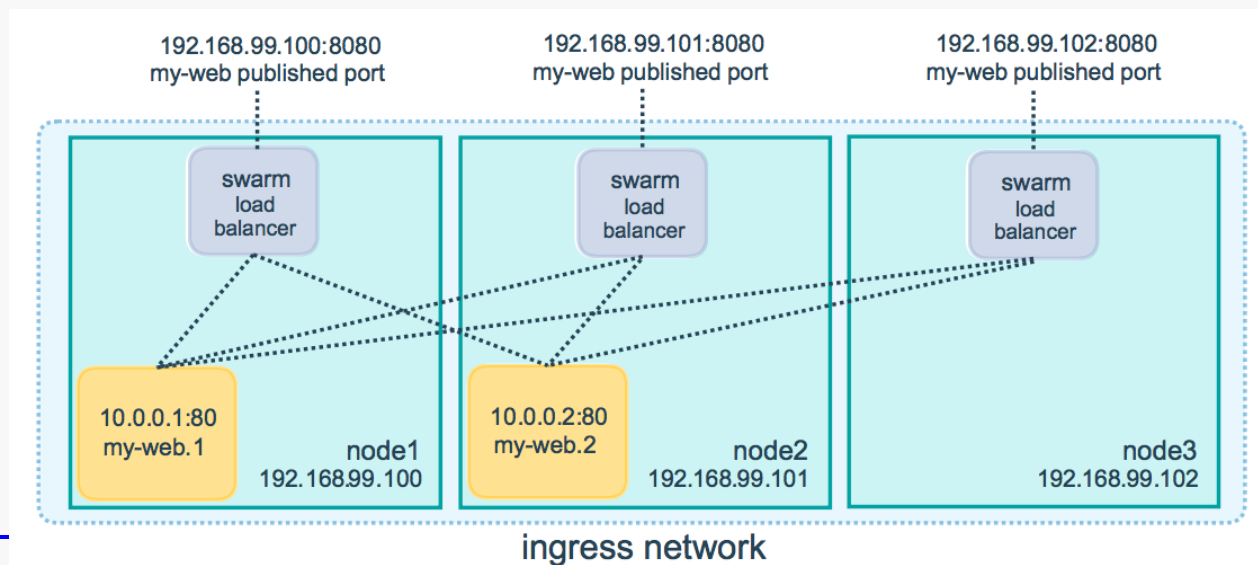 192.168.99.100:8080
my-web published port
192.168.99.101:8080
my-web published port
192.168.99.102:8080
my-web published port
swarm
load
balancer
swarm
load
balancer
swarm
load
balancer
10.0.0.1:80
my-web.1
node1
192.168.99.100
10.0.0.2:80
my-web.2
node2
192.168.99.101
node3
192.168.99.102
ingress network